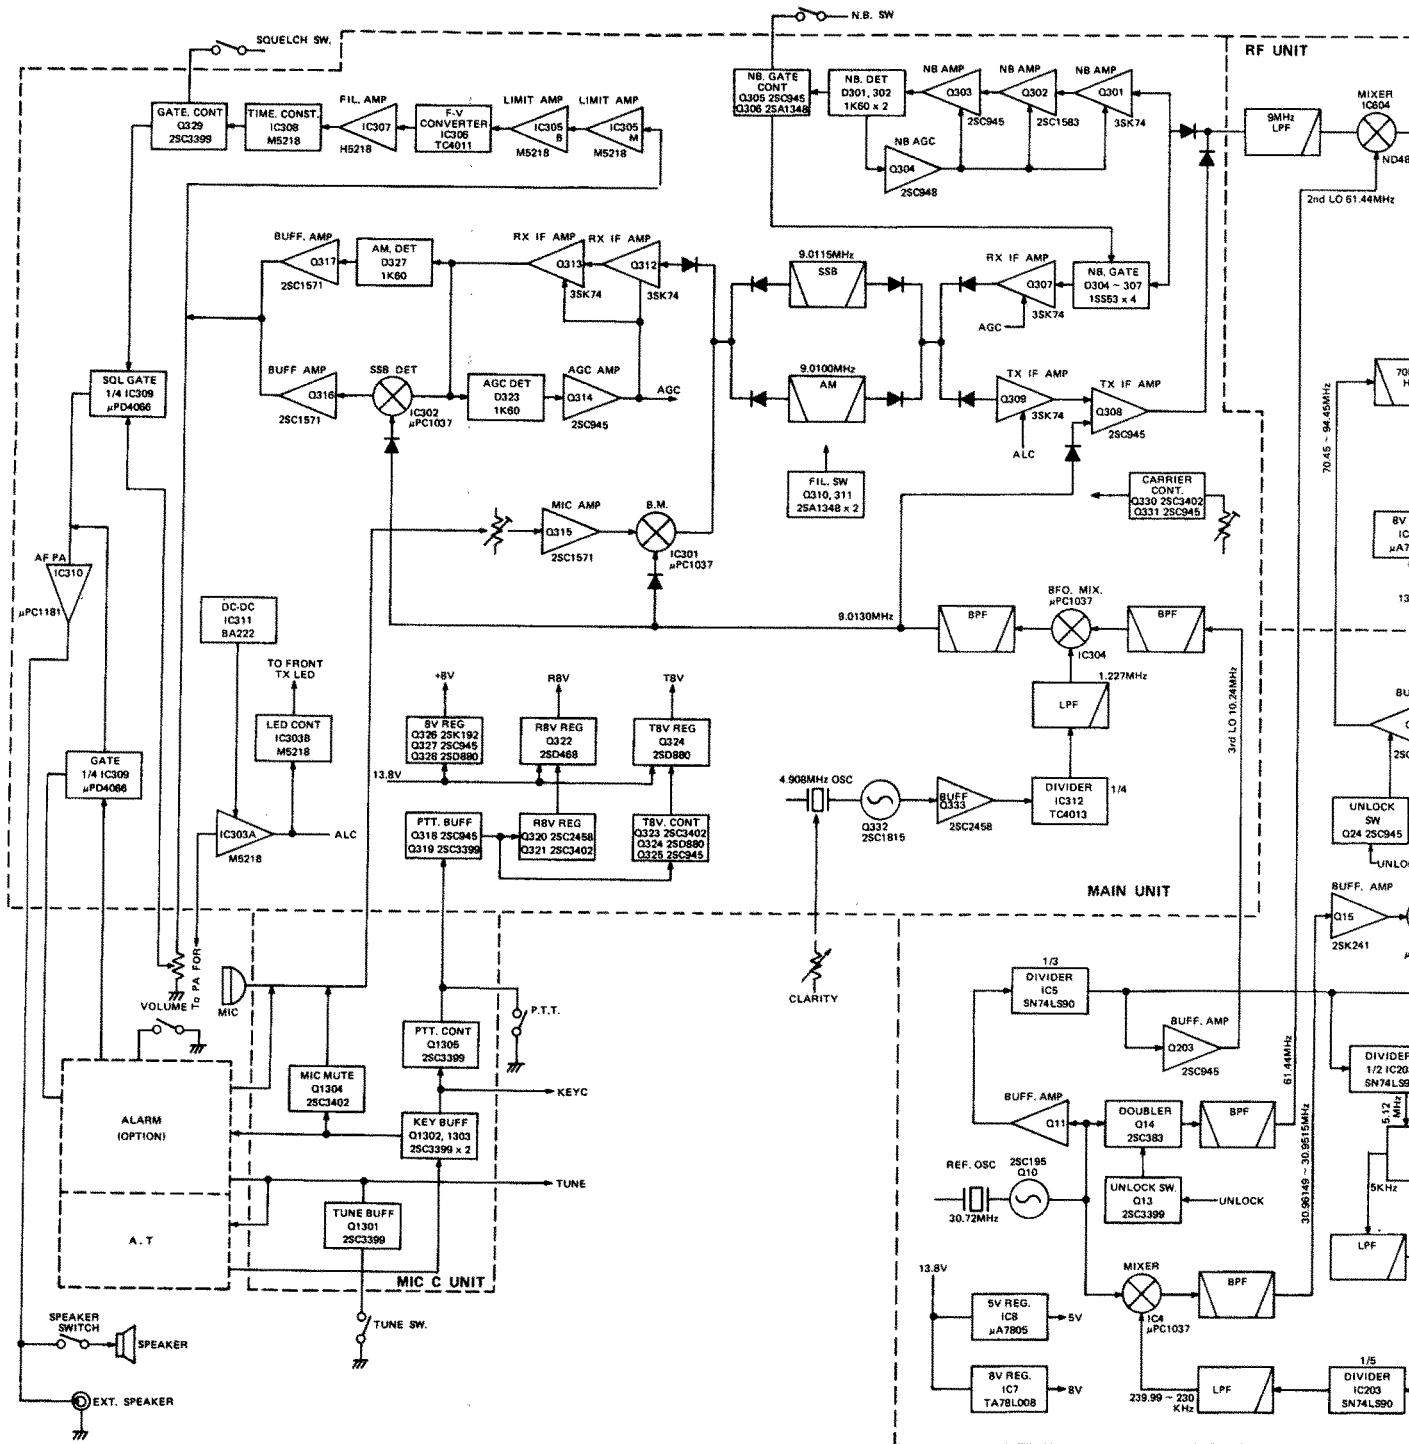 N.B. SW
SQUELCH SW.
RF UNIT
GATE. CONT
Q329
2SC3399
TIME. CONST.
IC308
M5218
FIL. AMP
IC307
H5218
F-V
CONVERTER
IC306
TC4011
LIMIT AMP
IC305
B
M5218
LIMIT AMP
IC305
M
M5218
NB. GATE
CONT
Q305 2SC945
Q306 2SA1348
NB. DET
D301, 302
1K60 x 2
NB AMP
Q303
2SC945
NB AMP
Q302
2SC1583
NB AMP
Q301
3SK74
NB AGC
Q304
2SC948
9MHz
LPF
MIXER
IC604
ND48
2nd LO 61.44MHz
BUFF. AMP
Q317
2SC1571
AM. DET
D327
1K60
RX IF AMP
Q313
3SK74
RX IF AMP
Q312
3SK74
9.0115MHz
SSB
RX IF AMP
Q307
3SK74
AGC
NB. GATE
D304 ~ 307
1SS53 x 4
SQL GATE
1/4 IC309
μPD4066
BUFF AMP
Q316
2SC1571
SSB DET
IC302
μPC1037
AGC DET
D323
1K60
AGC AMP
Q314
2SC945
AGC
9.0100MHz
AM
TX IF AMP
Q309
3SK74
ALC
TX IF AMP
Q308
2SC945
70.45 ~ 94.45MHz
FIL. SW
Q310, 311
2SA1348 x 2
CARRIER
CONT.
Q330 2SC3402
Q331 2SC945
MIC AMP
Q315
2SC1571
B.M.
IC301
μPC1037
8V
IC
μA7
13
AF PA
IC310
μPC1181
DC-DC
IC311
BA222
9.0130MHz
BPF
BFO. MIX.
μPC1037
IC304
BPF
1.227MHz
LPF
3rd LO 10.24MHz
TO FRONT
TX LED
LED CONT
IC303B
M5218
+8V
8V REG
Q326 2SK192
Q327 2SC945
Q328 2SD880
R8V
R8V REG
Q322
2SD468
T8V
T8V REG
Q324
2SD880
13.8V
GATE
1/4 IC309
μPD4066
IC303A
M5218
ALC
PTT. BUFF
Q318 2SC945
Q319 2SC3399
R8V REG
Q320 2SC2458
Q321 2SC3402
T8V. CONT
Q323 2SC3402
Q324 2SD880
Q325 2SC945
4.908MHz OSC
Q332
2SC1815
BUFF
Q333
2SC2458
DIVIDER
IC312
TC4013
1/4
UNLOCK
SW
Q24 2SC945
MAIN UNIT
BUFF. AMP
Q15
2SK241
To PA FOR
MIC
VOLUME
CLARITY
1/3
DIVIDER
IC5
SN74LS90
BUFF. AMP
Q203
2SC945
61.44MHz
DIVIDER
1/2 IC20
SN74LS9
5.12
MHz
PTT. CONT
Q1305
2SC3399
P.T.T.
MIC MUTE
Q1304
2SC3402
KEYC
KEY BUFF
Q1302, 1303
2SC3399 x 2
ALARM
(OPTION)
BUFF. AMP
Q11
DOUBLER
Q14
2SC383
BPF
30.96149 ~ 30.9515MHz
REF. OSC
30.72MHz
2SC195
Q10
UNLOCK SW.
Q13
2SC3399
UNLOCK
5KHz
LPF
TUNE
TUNE BUFF
Q1301
2SC3399
A . T
MIC C UNIT
13.8V
MIXER
IC4
μPC1037
BPF
5V REG.
IC8
μA7805
5V
SPEAKER
SWITCH
SPEAKER
TUNE SW.
8V REG.
IC7
TA78L008
8V
239.99 ~ 230
KHz
LPF
1/5
DIVIDER
IC203
SN74LS90
EXT. SPEAKER